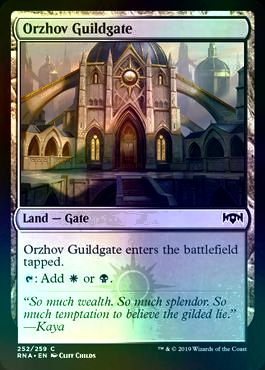 Orzhov Guildgate
Land — Gate
Orzhov Guildgate enters the battlefield
tapped.
: Add or .
“So much wealth. So much splendor. So
much temptation to believe the gilded lie.”
—Kaya
252/259 C
RNA • EN Cliff Childs
™ & © 2019 Wizards of the Coast